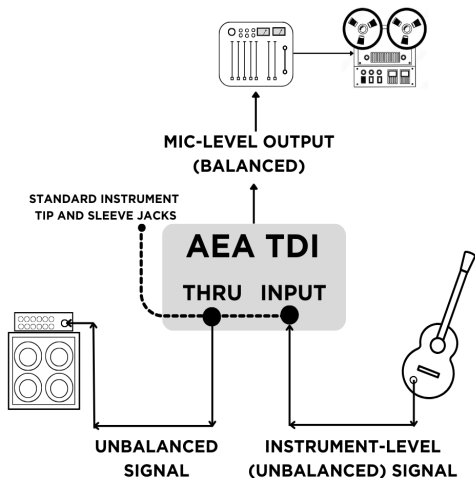 MIC-LEVEL OUTPUT
(BALANCED)
STANDARD INSTRUMENT
TIP AND SLEEVE JACKS
AEA TDI
THRU INPUT
UNBALANCED
SIGNAL
INSTRUMENT-LEVEL
(UNBALANCED) SIGNAL